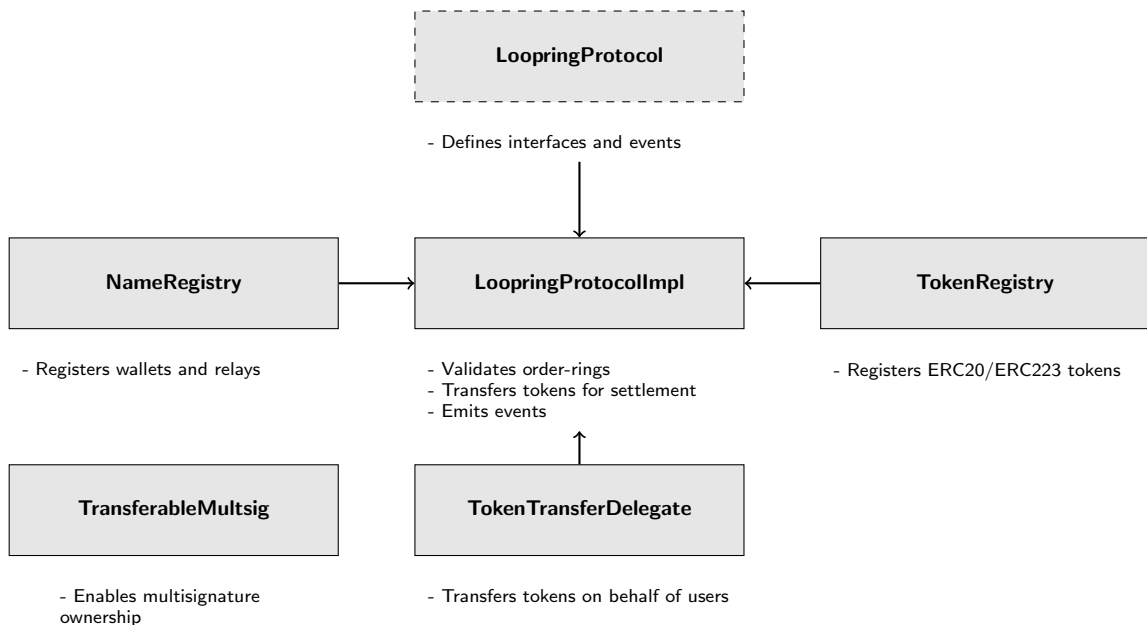 LoopringProtocol
- Defines interfaces and events
NameRegistry
LoopringProtocolImpl
TokenRegistry
- Registers wallets and relays
- Validates order-rings
- Transfers tokens for settlement
- Emits events
- Registers ERC20/ERC223 tokens
TransferableMultsig
TokenTransferDelegate
- Enables multisignature
ownership
- Transfers tokens on behalf of users